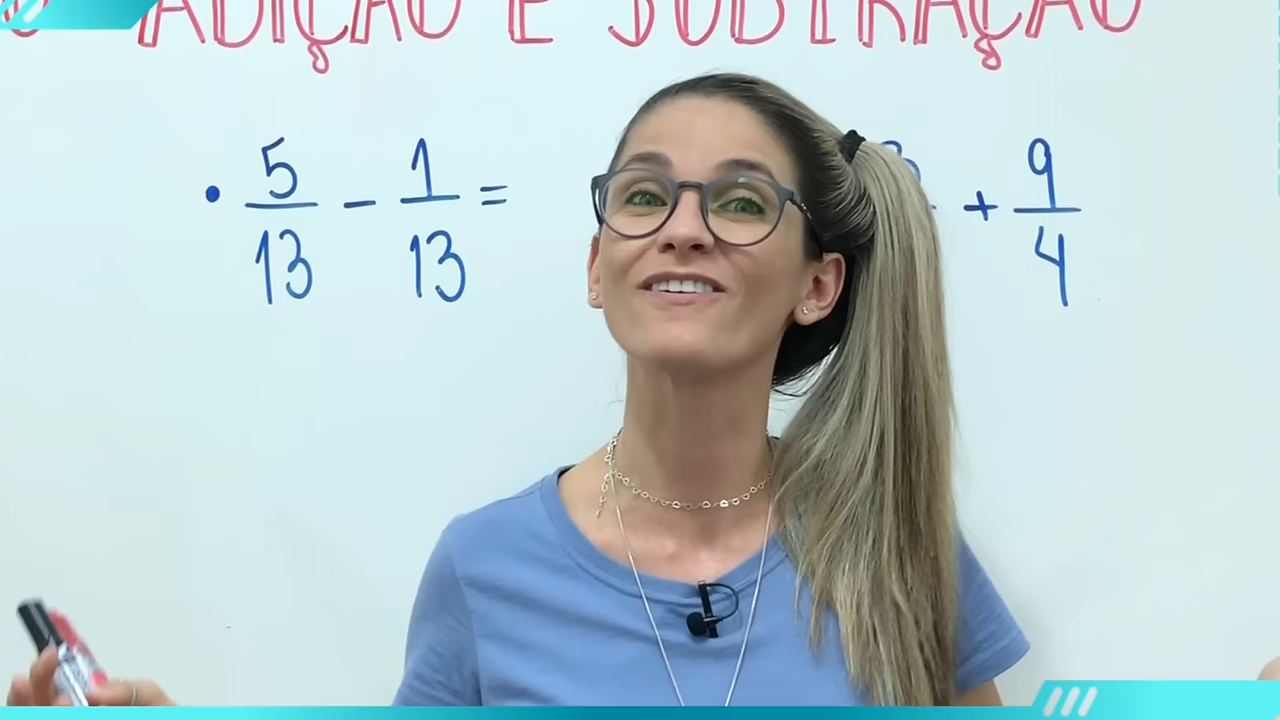 ADIÇÃO E SUBTRAÇÃO
• 5/13 - 1/13 =
+ 9/4